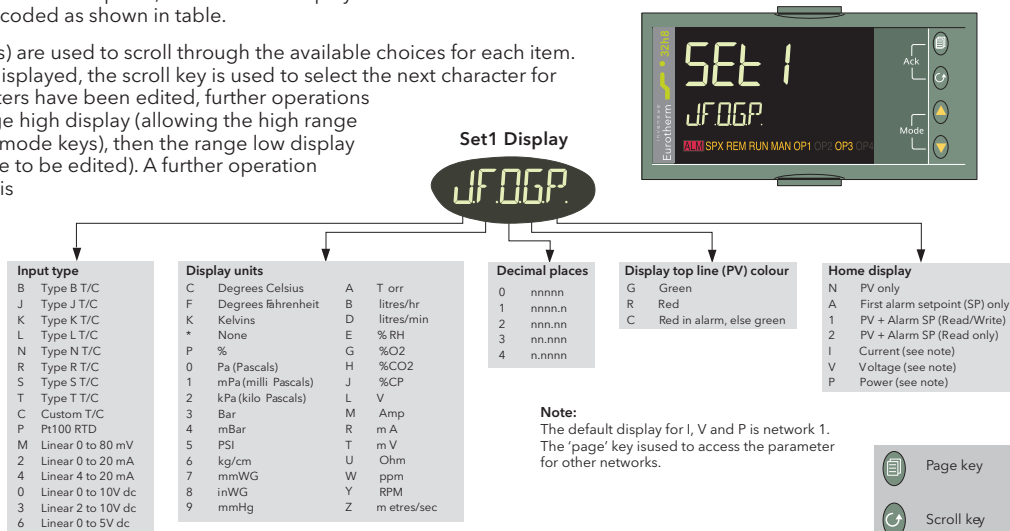 coded as shown in table.
s) are used to scroll through the available choices for each item.
isplayed, the scroll key is used to select the next character for
ters have been edited, further operations
ge high display (allowing the high range
mode keys), then the range low display
e to be edited). A further operation
is
Eurotherm
32h8
SEt 1
J.F.0.G.P.
ALM SPX REM RUN MAN OP1 OP2 OP3 OP4
Ack
Mode
Set1 Display
J.F.0.G.P.
Input type
B Type B T/C
J Type J T/C
K Type K T/C
L Type L T/C
N Type N T/C
R Type R T/C
S Type S T/C
T Type T T/C
C Custom T/C
P Pt100 RTD
M Linear 0 to 80 mV
2 Linear 0 to 20 mA
4 Linear 4 to 20 mA
0 Linear 0 to 10V dc
3 Linear 2 to 10V dc
6 Linear 0 to 5V dc
Display units
C Degrees Celsius
F Degrees Fahrenheit
K Kelvins
* None
P %
0 Pa (Pascals)
1 mPa (milli Pascals)
2 kPa (kilo Pascals)
3 Bar
4 mBar
5 PSI
6 kg/cm
7 mmWG
8 inWG
9 mmHg
A T orr
B litres/hr
D litres/min
E % RH
G %O2
H %CO2
J %CP
L V
M Amp
R m A
T m V
U Ohm
W ppm
Y RPM
Z m etres/sec
Decimal places
0 nnnnn
1 nnnn.n
2 nnn.nn
3 nn.nnn
4 n.nnnn
Display top line (PV) colour
G Green
R Red
C Red in alarm, else green
Home display
N PV only
A First alarm setpoint (SP) only
1 PV + Alarm SP (Read/Write)
2 PV + Alarm SP (Read only)
I Current (see note)
V Voltage (see note)
P Power (see note)
Note:
The default display for I, V and P is network 1.
The 'page' key isused to access the parameter
for other networks.
Page key
Scroll key